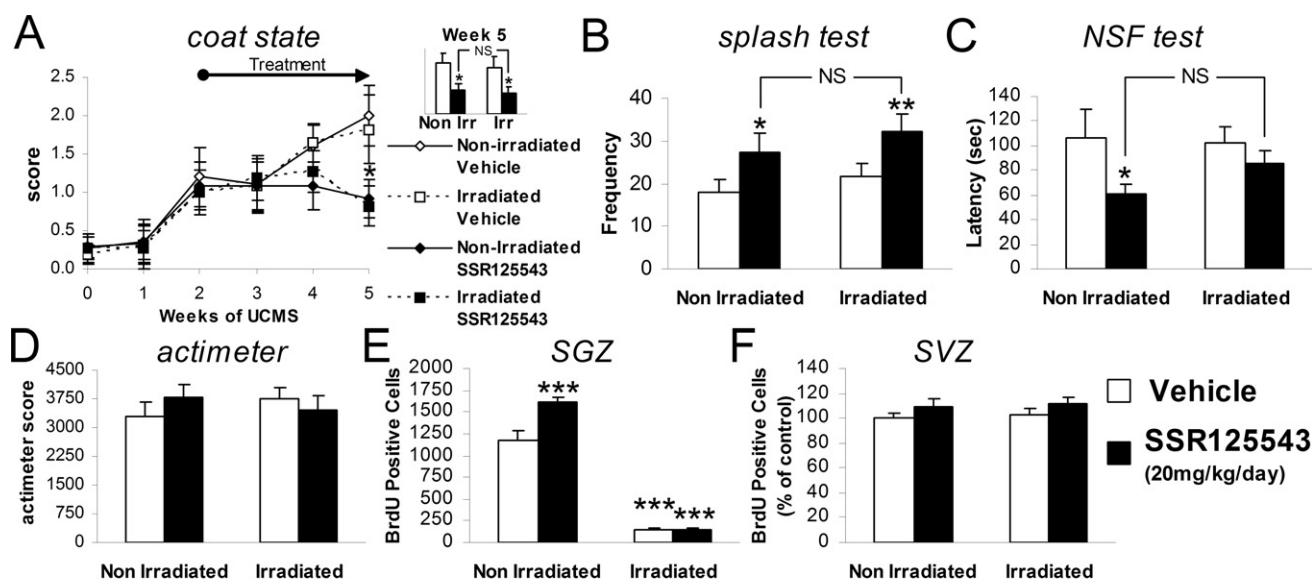 A
coat state
Treatment
score
2.5
2.0
1.5
1.0
0.5
0.0
0 1 2 3 4 5
Weeks of UCMS
*
Week 5
NS
* *
Non Irr Irr
Non-irradiated
Vehicle
Irradiated
Vehicle
Non-Irradiated
SSR125543
Irradiated
SSR125543
B
splash test
NS
* **
Frequency
40
30
20
10
0
Non Irradiated Irradiated
C
NSF test
NS
*
Latency (sec)
140
120
100
80
60
40
20
0
Non Irradiated Irradiated
D
actimeter
actimeter score
4500
3750
3000
2250
1500
750
0
Non Irradiated Irradiated
E
SGZ
BrdU Positive Cells
2000
1750
1500
1250
1000
750
500
250
0
***
*** ***
Non Irradiated Irradiated
F
SVZ
BrdU Positive Cells
(% of control)
140
120
100
80
60
40
20
0
Non Irradiated Irradiated
Vehicle
SSR125543
(20mg/kg/day)